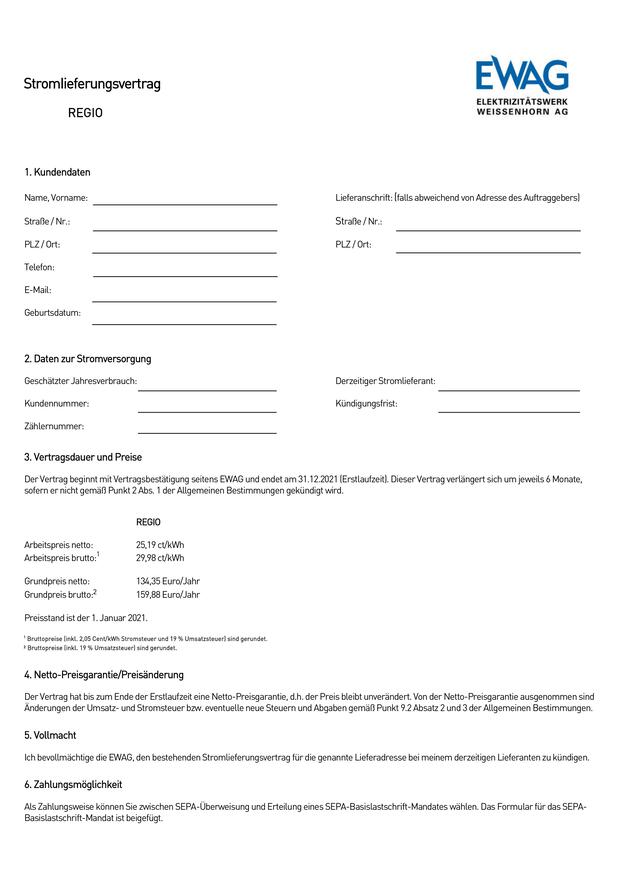 Stromlieferungsvertrag
REGIO
EWAG
ELEKTRIZITÄTSWERK
WEISSENHORN AG
1. Kundendaten
Name, Vorname:
Lieferanschrift: (falls abweichend von Adresse des Auftraggebers)
Straße / Nr.:
Straße / Nr.:
PLZ / Ort:
PLZ / Ort:
Telefon:
E-Mail:
Geburtsdatum:
2. Daten zur Stromversorgung
Geschätzter Jahresverbrauch:
Derzeitiger Stromlieferant:
Kundennummer:
Kündigungsfrist:
Zählernummer:
3. Vertragsdauer und Preise
Der Vertrag beginnt mit Vertragsbestätigung seitens EWAG und endet am 31.12.2021 (Erstlaufzeit). Dieser Vertrag verlängert sich um jeweils 6 Monate,
sofern er nicht gemäß Punkt 2 Abs. 1 der Allgemeinen Bestimmungen gekündigt wird.
REGIO
Arbeitspreis netto: 25,19 ct/kWh
Arbeitspreis brutto:¹ 29,98 ct/kWh
Grundpreis netto: 134,35 Euro/Jahr
Grundpreis brutto:² 159,88 Euro/Jahr
Preisstand ist der 1. Januar 2021.
¹ Bruttopreise (inkl. 2,05 Cent/kWh Stromsteuer und 19 % Umsatzsteuer) sind gerundet.
² Bruttopreise (inkl. 19 % Umsatzsteuer) sind gerundet.
4. Netto-Preisgarantie/Preisänderung
Der Vertrag hat bis zum Ende der Erstlaufzeit eine Netto-Preisgarantie, d.h. der Preis bleibt unverändert. Von der Netto-Preisgarantie ausgenommen sind
Änderungen der Umsatz- und Stromsteuer bzw. eventuelle neue Steuern und Abgaben gemäß Punkt 9.2 Absatz 2 und 3 der Allgemeinen Bestimmungen.
5. Vollmacht
Ich bevollmächtige die EWAG, den bestehenden Stromlieferungsvertrag für die genannte Lieferadresse bei meinem derzeitigen Lieferanten zu kündigen.
6. Zahlungsmöglichkeit
Als Zahlungsweise können Sie zwischen SEPA-Überweisung und Erteilung eines SEPA-Basislastschrift-Mandates wählen. Das Formular für das SEPA-
Basislastschrift-Mandat ist beigefügt.